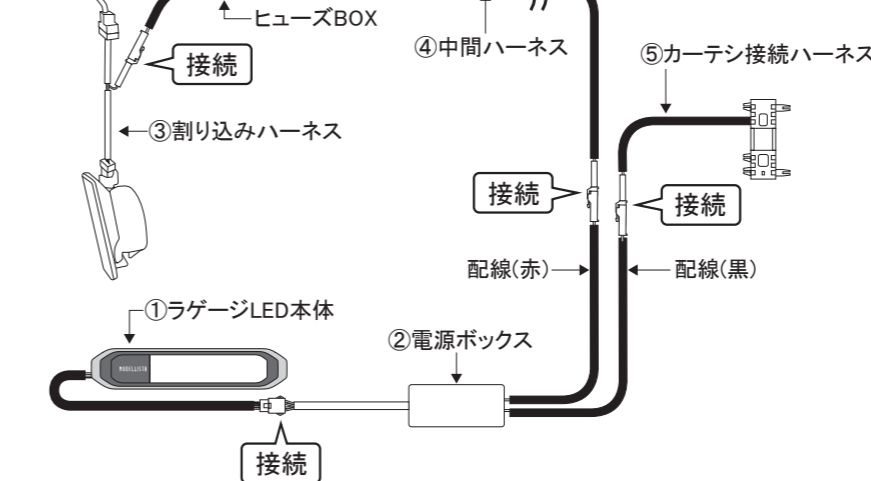 ヒューズBOX
④中間ハーネス
⑤カーテシ接続ハーネス
接続
③割り込みハーネス
接続
接続
配線(赤)
配線(黒)
①ラゲージLED本体
②電源ボックス
接続